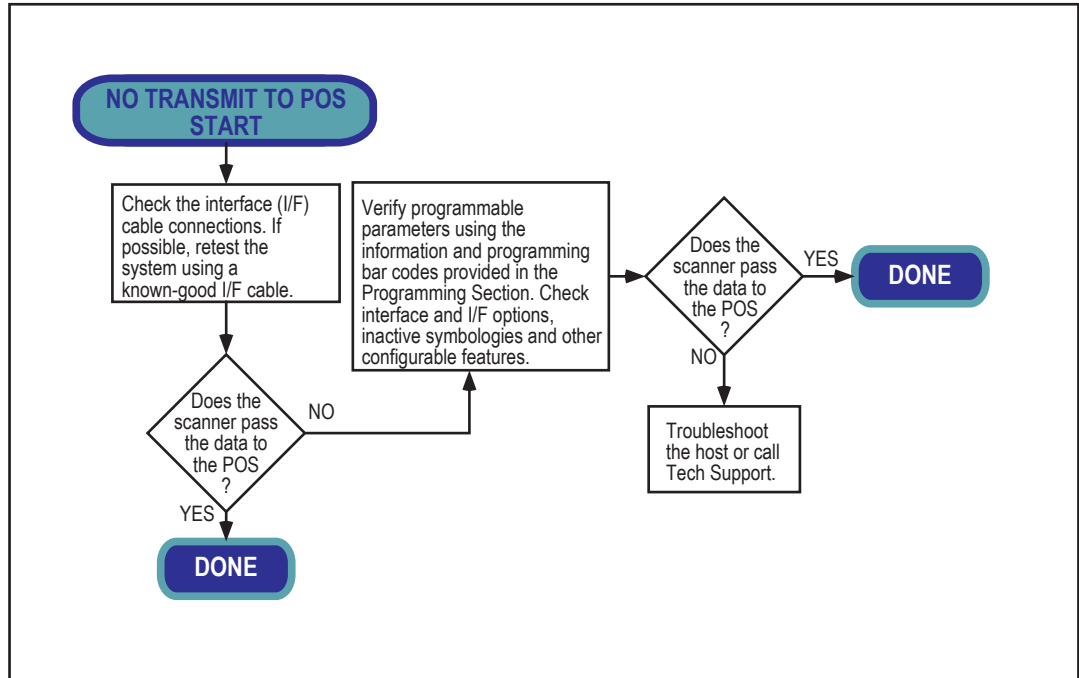 NO TRANSMIT TO POS
START
Check the interface (I/F)
cable connections. If
possible, retest the
system using a
known-good I/F cable.
Does the
scanner pass
the data to
the POS
?
YES
DONE
NO
Verify programmable
parameters using the
information and programming
bar codes provided in the
Programming Section. Check
interface and I/F options,
inactive symbologies and other
configurable features.
Does the
scanner pass
the data to
the POS
?
YES
DONE
NO
Troubleshoot
the host or call
Tech Support.